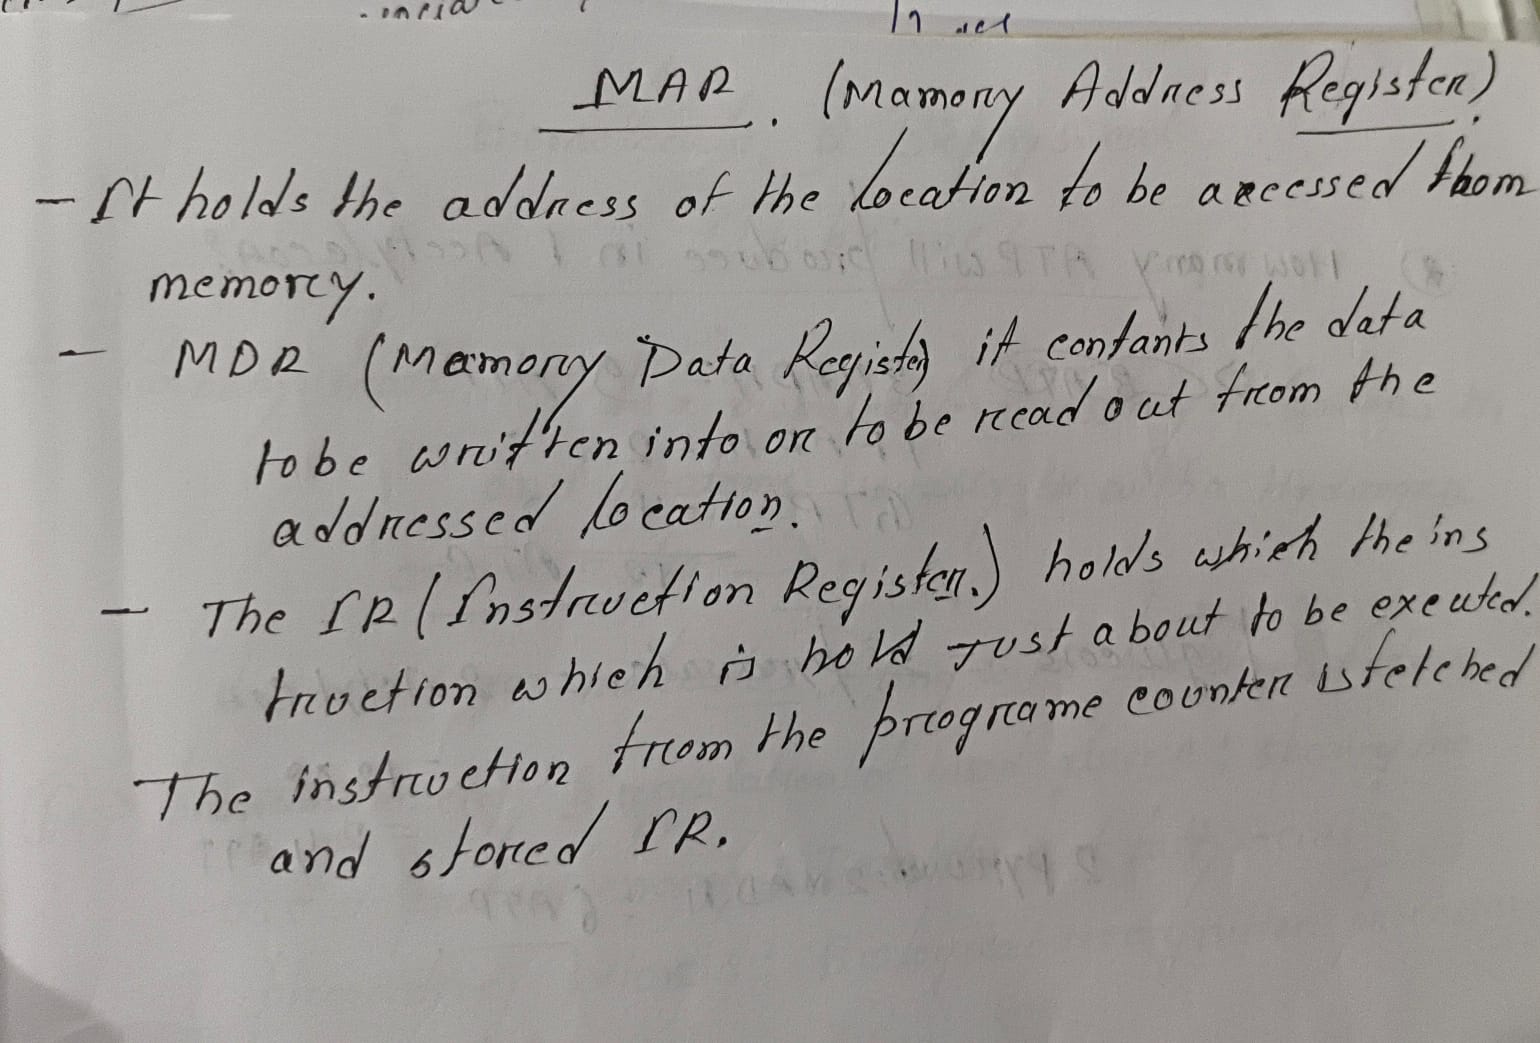 MAR. (Mamory Address Register).
- It holds the address of the location to be accessed from
memory.
- MDR (Mamory Data Register) it contants the data
to be written into or to be read out from the
addressed location.
- The IR (Instruction Register.) holds which the ins
truction which is hold Just about to be exeuted.
The instruction from the programe counter is fetched
and stored IR.